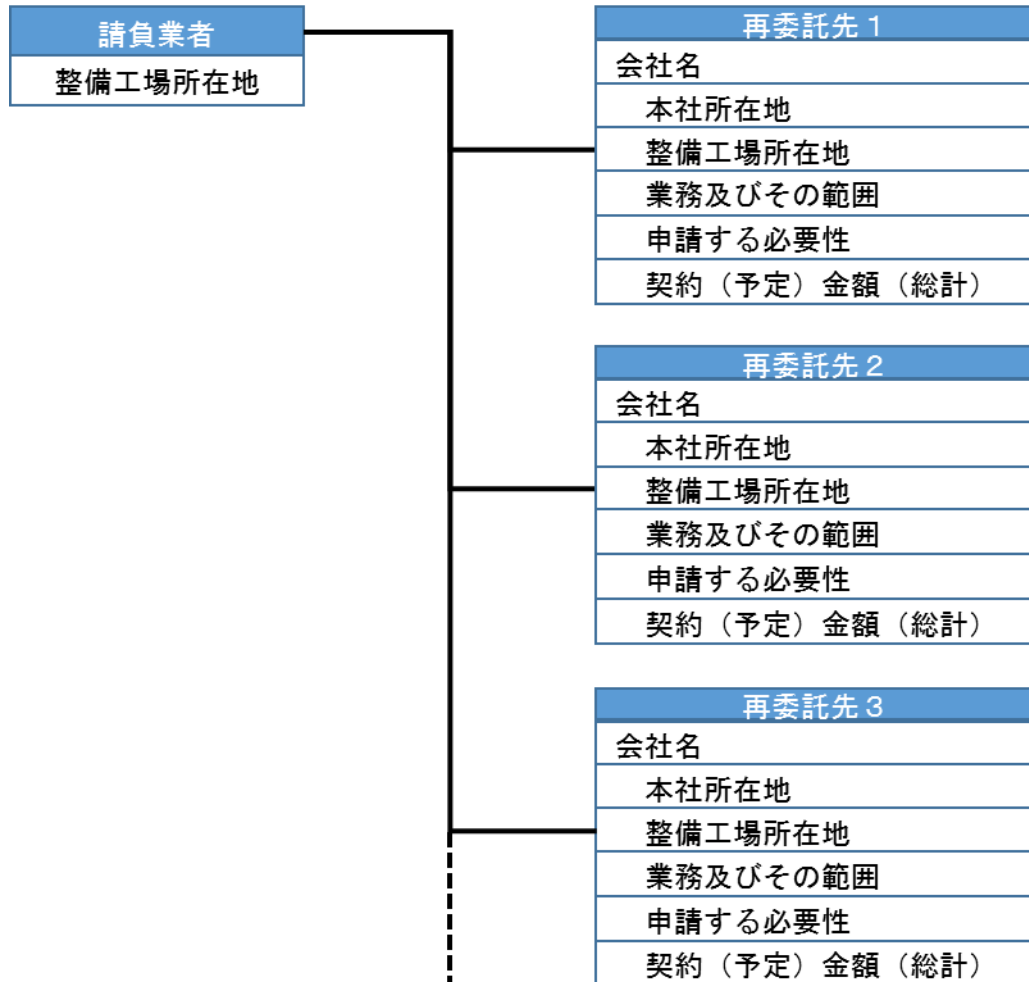 請負業者
整備工場所在地
再委託先１
会社名
本社所在地
整備工場所在地
業務及びその範囲
申請する必要性
契約（予定）金額（総計）
再委託先２
会社名
本社所在地
整備工場所在地
業務及びその範囲
申請する必要性
契約（予定）金額（総計）
再委託先３
会社名
本社所在地
整備工場所在地
業務及びその範囲
申請する必要性
契約（予定）金額（総計）